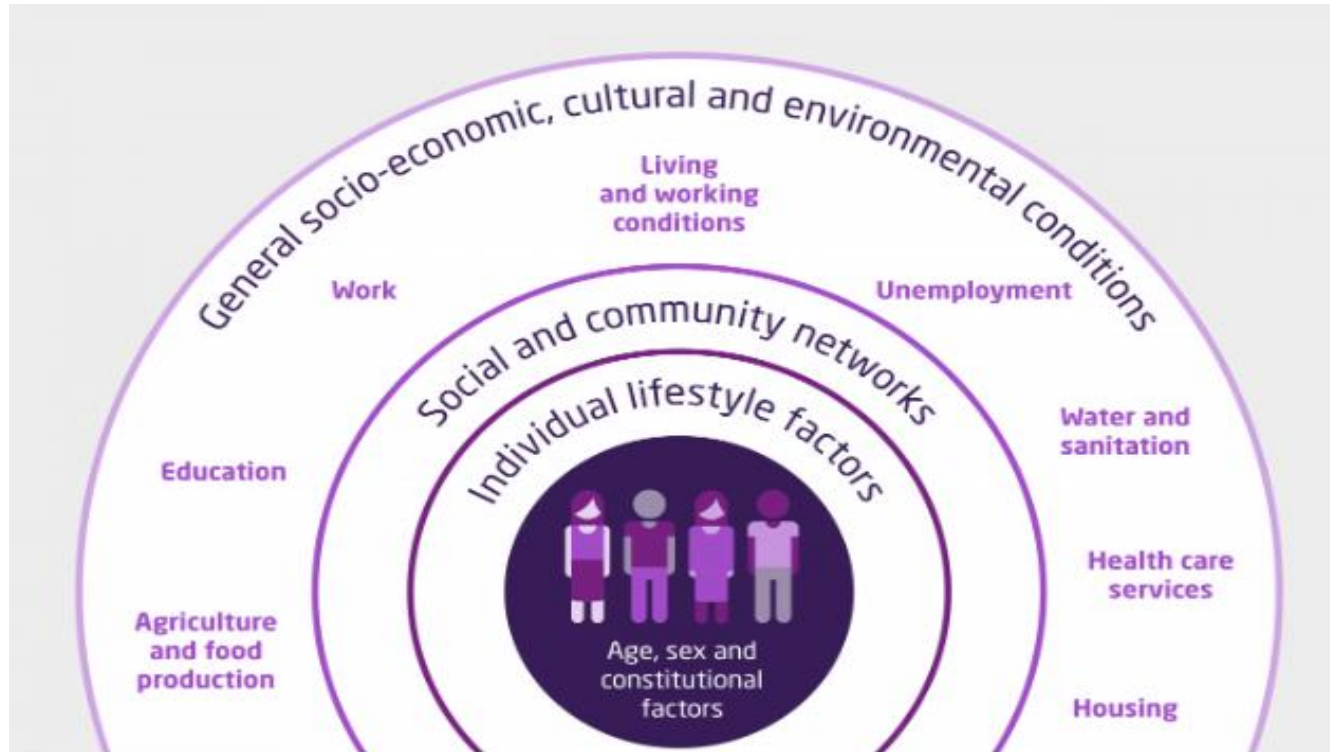 General socio-economic, cultural and environmental conditions
Living
and working
conditions
Work
Unemployment
Social and community networks
Individual lifestyle factors
Water and
sanitation
Education
Health care
services
Agriculture
and food
production
Age, sex and
constitutional
factors
Housing